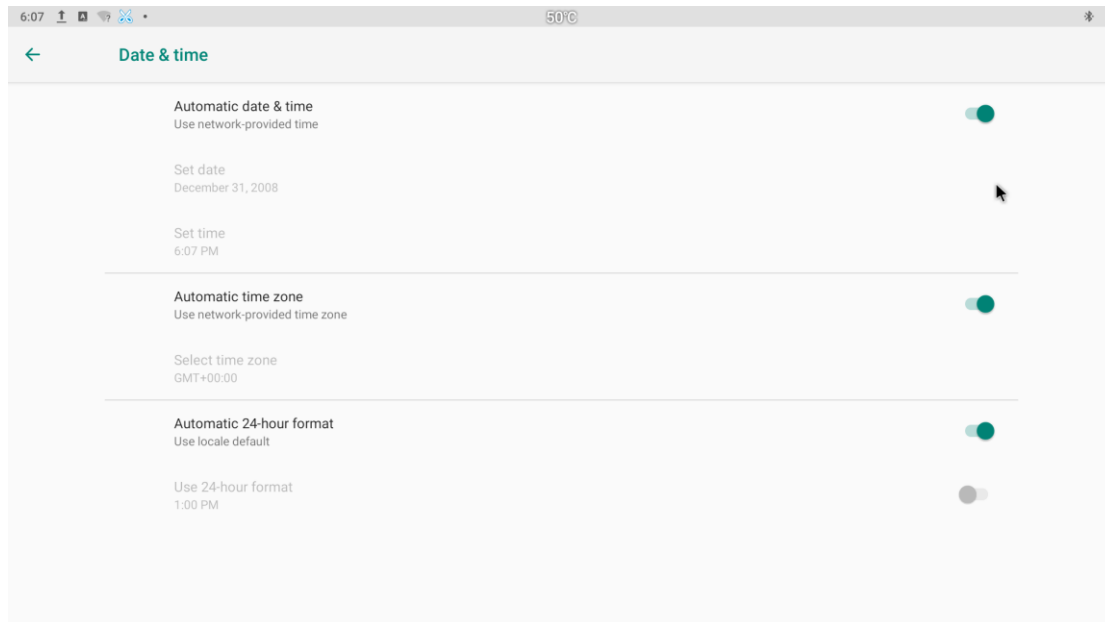 6:07
50°C
Date & time
Automatic date & time
Use network-provided time
Set date
December 31, 2008
Set time
6:07 PM
Automatic time zone
Use network-provided time zone
Select time zone
GMT+00:00
Automatic 24-hour format
Use locale default
Use 24-hour format
1:00 PM